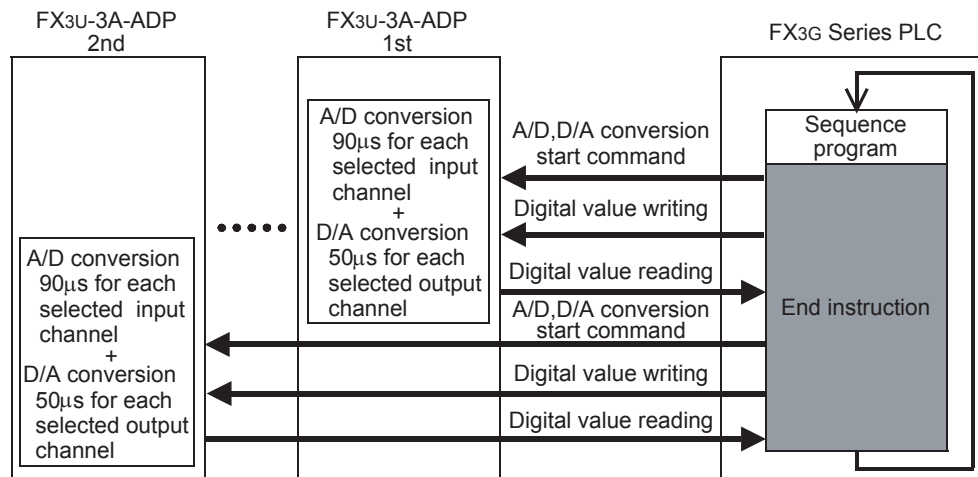 FX3U-3A-ADP
2nd
FX3U-3A-ADP
1st
FX3G Series PLC
A/D conversion
90μs for each
selected input
channel
+
D/A conversion
50μs for each
selected output
channel
A/D conversion
90μs for each
selected input
channel
+
D/A conversion
50μs for each
selected output
channel
A/D,D/A conversion
start command
Digital value writing
Digital value reading
A/D,D/A conversion
start command
Digital value writing
Digital value reading
Sequence
program
End instruction